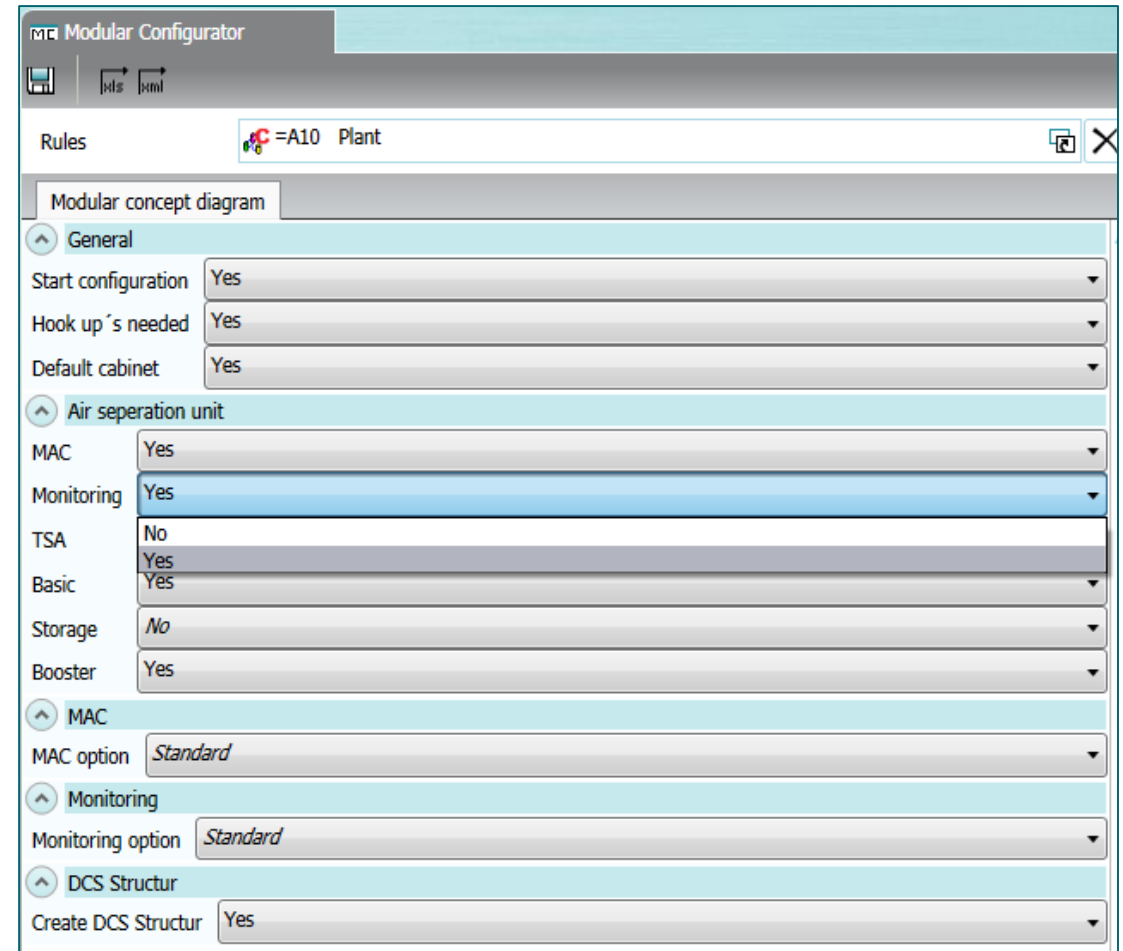 MC Modular Configurator
xls xml
Rules =A10 Plant
Modular concept diagram
General
Start configuration Yes
Hook up´s needed Yes
Default cabinet Yes
Air seperation unit
MAC Yes
Monitoring Yes
TSA No
Yes
Basic Yes
Storage No
Booster Yes
MAC
MAC option Standard
Monitoring
Monitoring option Standard
DCS Structur
Create DCS Structur Yes